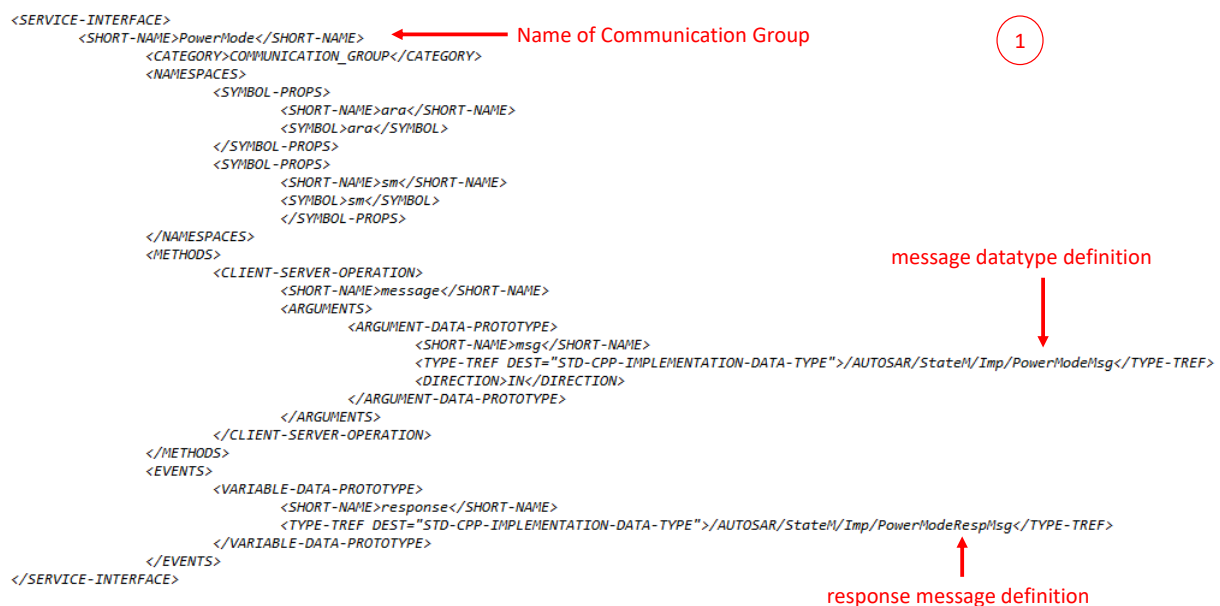 <SERVICE-INTERFACE>
<SHORT-NAME>PowerMode</SHORT-NAME> Name of Communication Group 1
<CATEGORY>COMMUNICATION_GROUP</CATEGORY>
<NAMESPACES>
<SYMBOL-PROPS>
<SHORT-NAME>ara</SHORT-NAME>
<SYMBOL>ara</SYMBOL>
</SYMBOL-PROPS>
<SYMBOL-PROPS>
<SHORT-NAME>sm</SHORT-NAME>
<SYMBOL>sm</SYMBOL>
</SYMBOL-PROPS>
</NAMESPACES>
<METHODS>
message datatype definition
<CLIENT-SERVER-OPERATION>
<SHORT-NAME>message</SHORT-NAME>
<ARGUMENTS>
<ARGUMENT-DATA-PROTOTYPE>
<SHORT-NAME>msg</SHORT-NAME>
<TYPE-TREF DEST="STD-CPP-IMPLEMENTATION-DATA-TYPE">/AUTOSAR/StateM/Imp/PowerModeMsg</TYPE-TREF>
<DIRECTION>IN</DIRECTION>
</ARGUMENT-DATA-PROTOTYPE>
</ARGUMENTS>
</CLIENT-SERVER-OPERATION>
</METHODS>
<EVENTS>
<VARIABLE-DATA-PROTOTYPE>
<SHORT-NAME>response</SHORT-NAME>
<TYPE-TREF DEST="STD-CPP-IMPLEMENTATION-DATA-TYPE">/AUTOSAR/StateM/Imp/PowerModeRespMsg</TYPE-TREF>
</VARIABLE-DATA-PROTOTYPE>
</EVENTS>
</SERVICE-INTERFACE>
response message definition